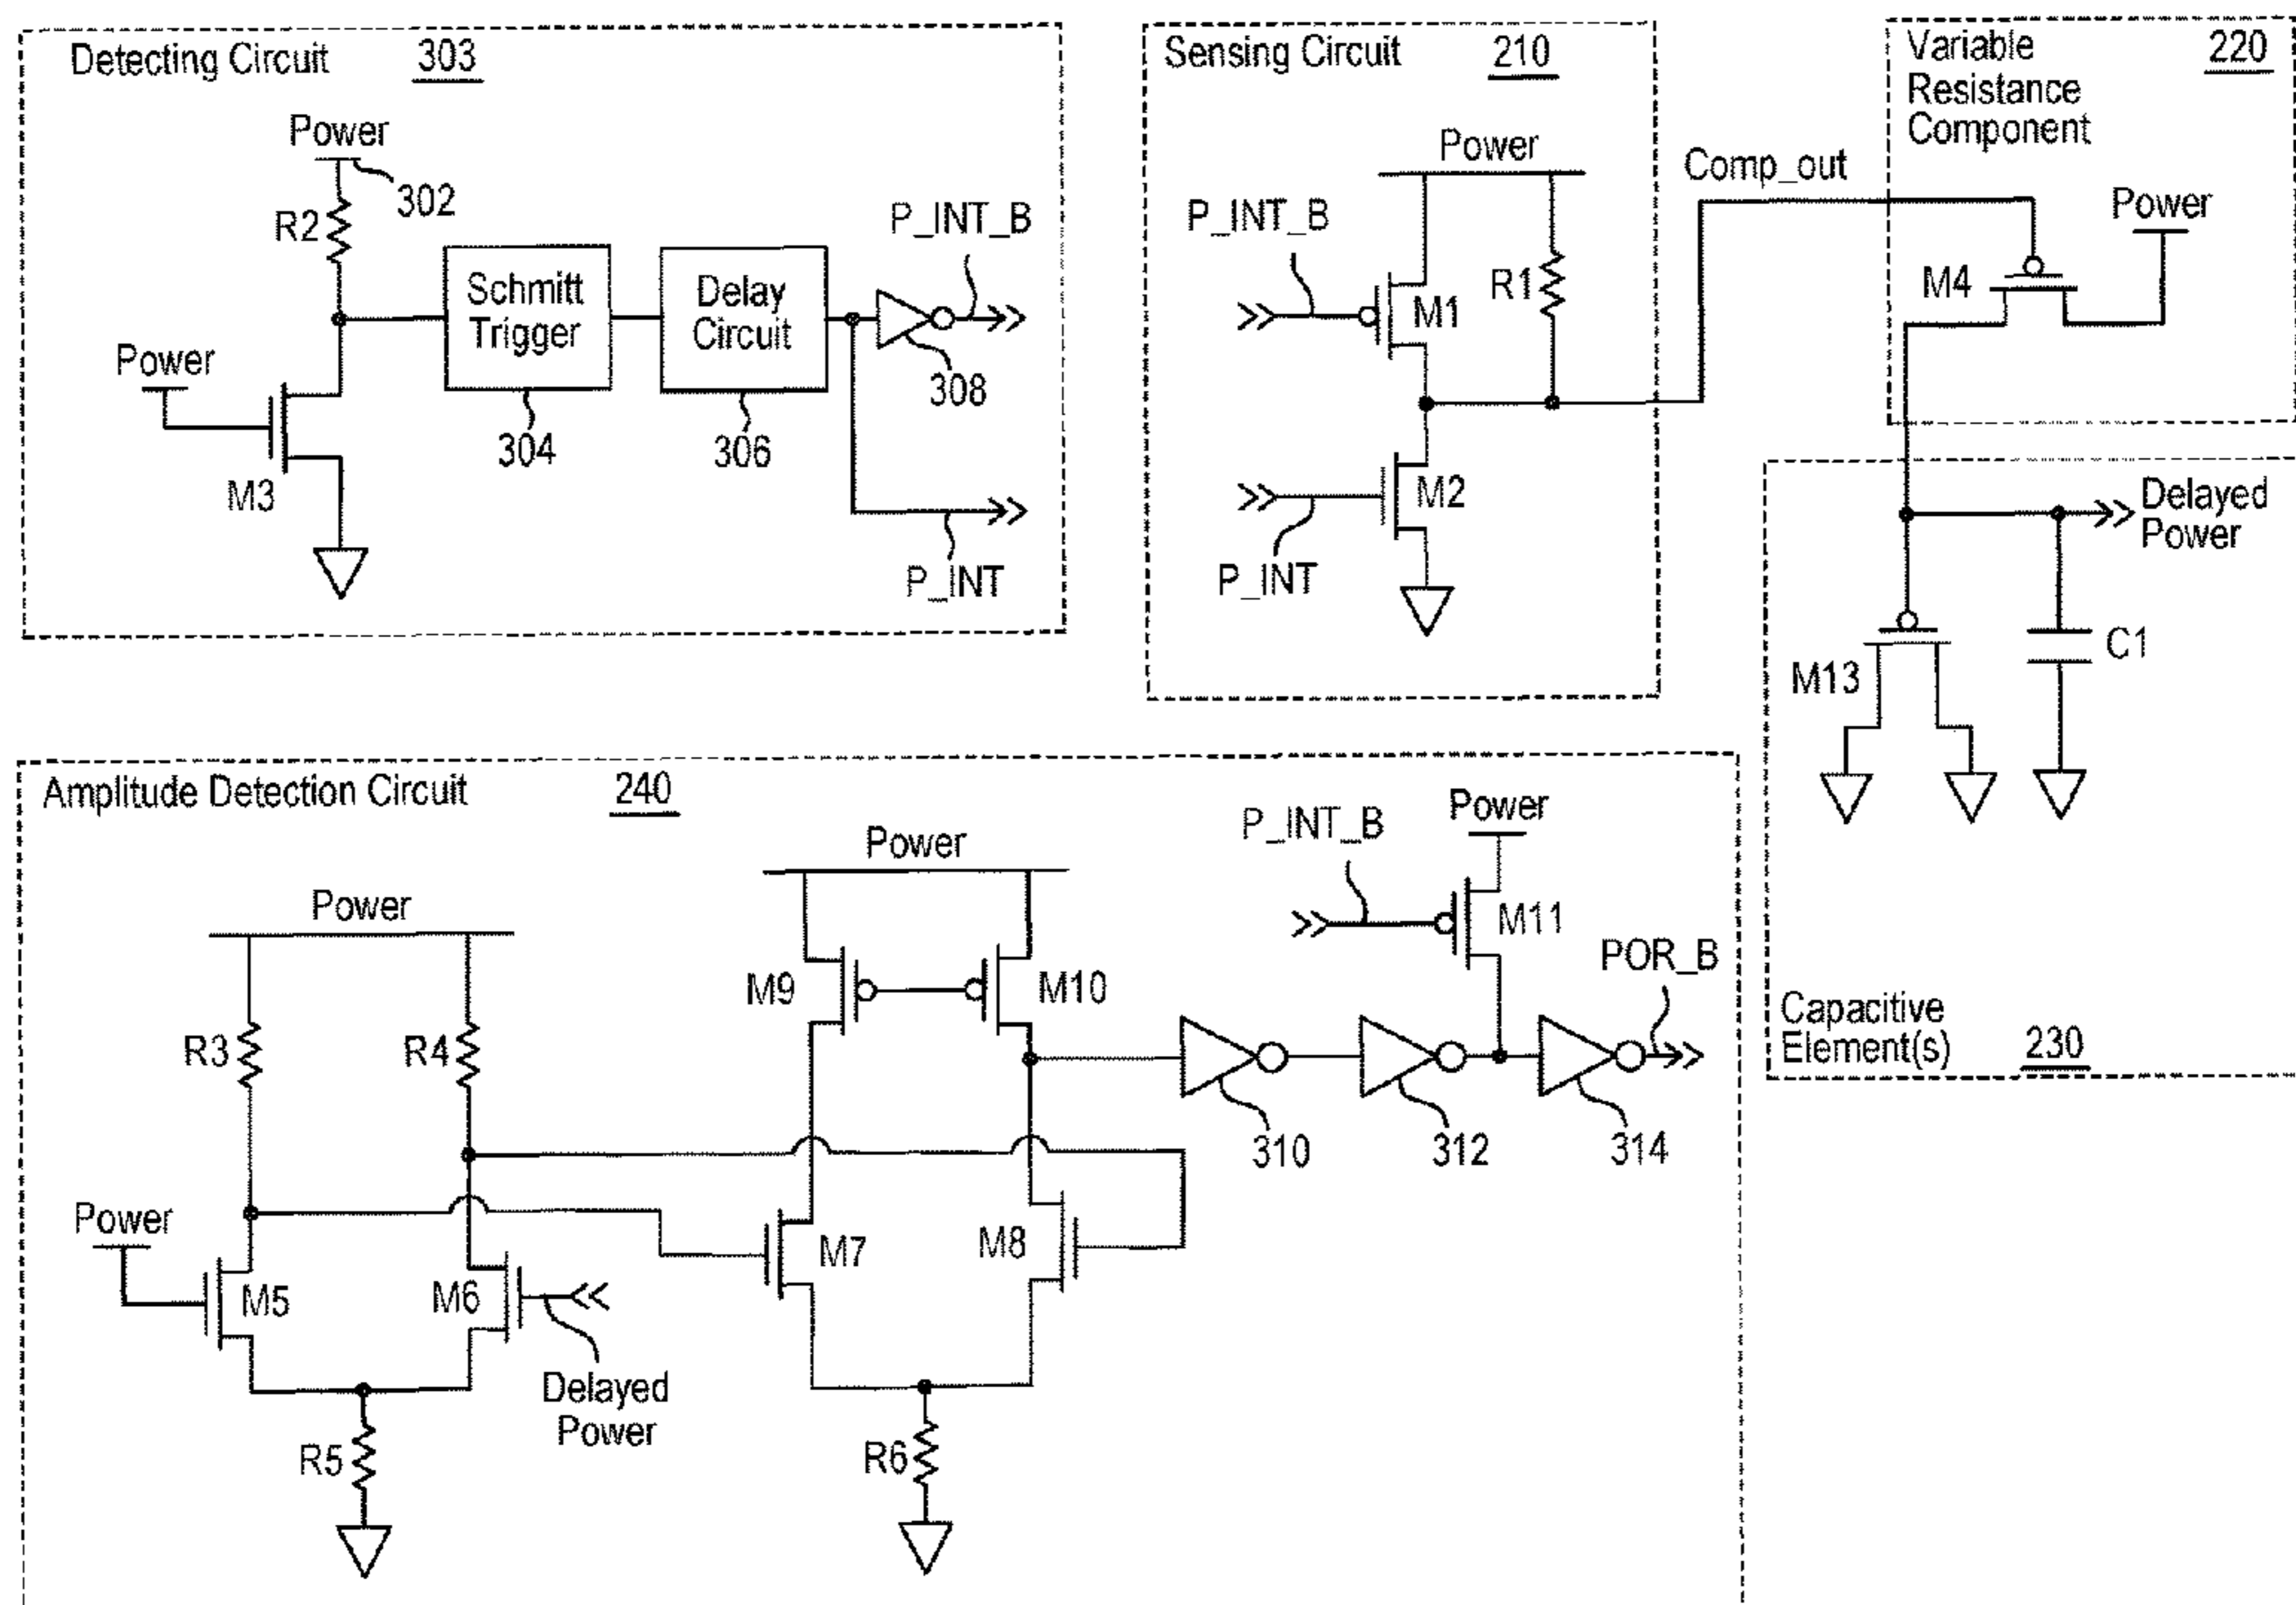 Detecting Circuit 303
Power
302
R2
Schmitt
Trigger
304
Delay
Circuit
306
P_INT_B
308
Power
M3
P_INT
Sensing Circuit 210
Power
P_INT_B
M1
R1
P_INT
M2
Comp_out
Variable
Resistance
Component
220
Power
M4
Delayed
Power
M13
C1
Capacitive
Element(s)
230
Amplitude Detection Circuit 240
Power
R3
R4
Power
M5
M6
Delayed
Power
R5
Power
M9
M10
M7
M8
R6
P_INT_B
Power
M11
POR_B
310
312
314